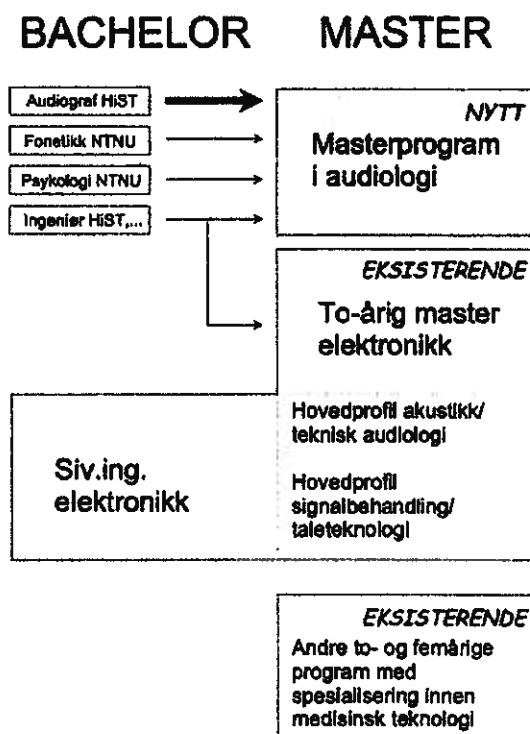 BACHELOR MASTER
Audiograf HiST
Fonetikk NTNU
Psykologi NTNU
Ingeniør HiST,...
NYTT
Masterprogram
i audiologi
EKSISTERENDE
To-årig master
elektronikk
Siv.ing.
elektronikk
Hovedprofil akustikk/
teknisk audiologi
Hovedprofil
signalbehandling/
taleteknologi
EKSISTERENDE
Andre to- og femårige
program med
spesialisering innen
medisinsk teknologi